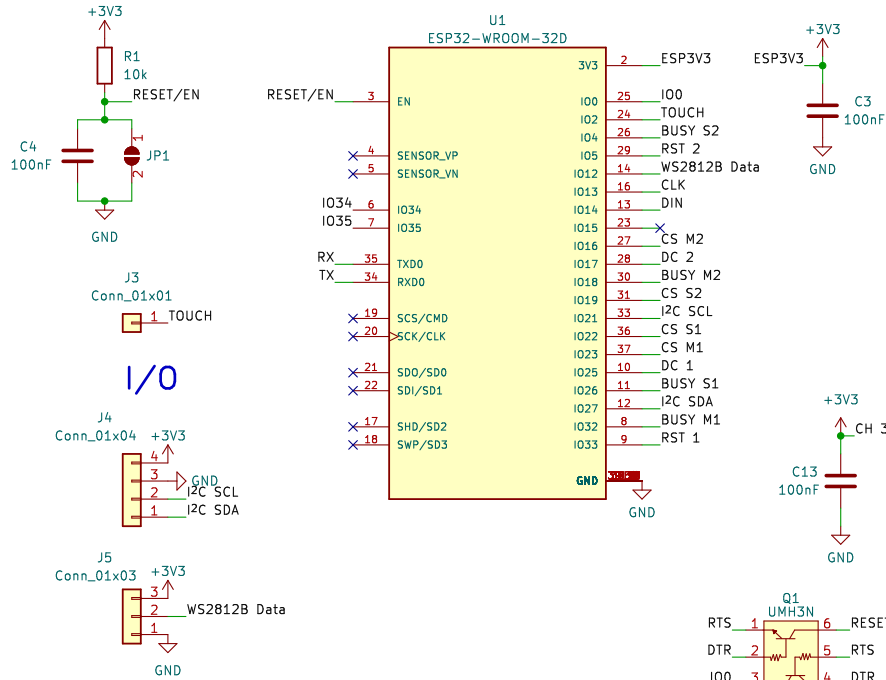 +3V3
R1
10k
RESET/EN
C4
100nF
1
JP1
2
GND
J3
Conn_01x01
1 TOUCH
I/O
J4
Conn_01x04
+3V3
4
3 GND
2 I²C SCL
1 I²C SDA
J5
Conn_01x03
+3V3
3
2 WS2812B Data
1
GND
U1
ESP32-WROOM-32D
RESET/EN 3 EN
4 SENSOR_VP
5 SENSOR_VN
IO34 6 IO34
IO35 7 IO35
RX 35 TXD0
TX 34 RXD0
19 SCS/CMD
20 SCK/CLK
21 SDO/SD0
22 SDI/SD1
17 SHD/SD2
18 SWP/SD3
3V3 2 ESP3V3
IO0 25 IO0
IO2 24 TOUCH
IO4 26 BUSY S2
IO5 29 RST 2
IO12 14 WS2812B Data
IO13 16 CLK
IO14 13 DIN
IO15 23
IO16 27 CS M2
IO17 28 DC 2
IO18 30 BUSY M2
IO19 31 CS S2
IO21 33 I²C SCL
IO22 36 CS S1
IO23 37 CS M1
IO25 10 DC 1
IO26 11 BUSY S1
IO27 12 I²C SDA
IO32 8 BUSY M1
IO33 9 RST 1
GND
GND
+3V3
ESP3V3
C3
100nF
GND
+3V3
CH 3
C13
100nF
GND
Q1
UMH3N
RTS 1 6 RESET
DTR 2 5 RTS
IO0 3 4 DTR